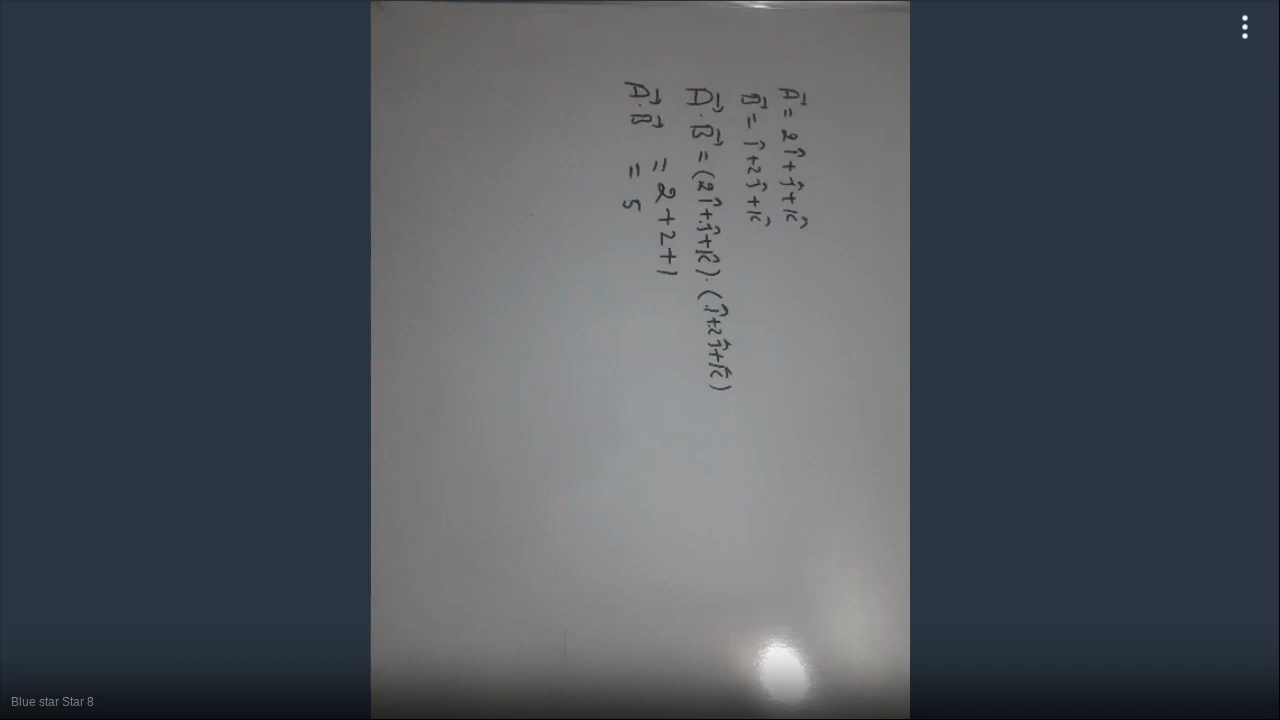 A⃗ = 2î + ĵ + k̂
B⃗ = î + 2ĵ + k̂
A⃗ · B⃗ = (2î + ĵ + k̂) · (î + 2ĵ + k̂)
= 2 + 2 + 1
A⃗ · B⃗ = 5
Blue star Star 8